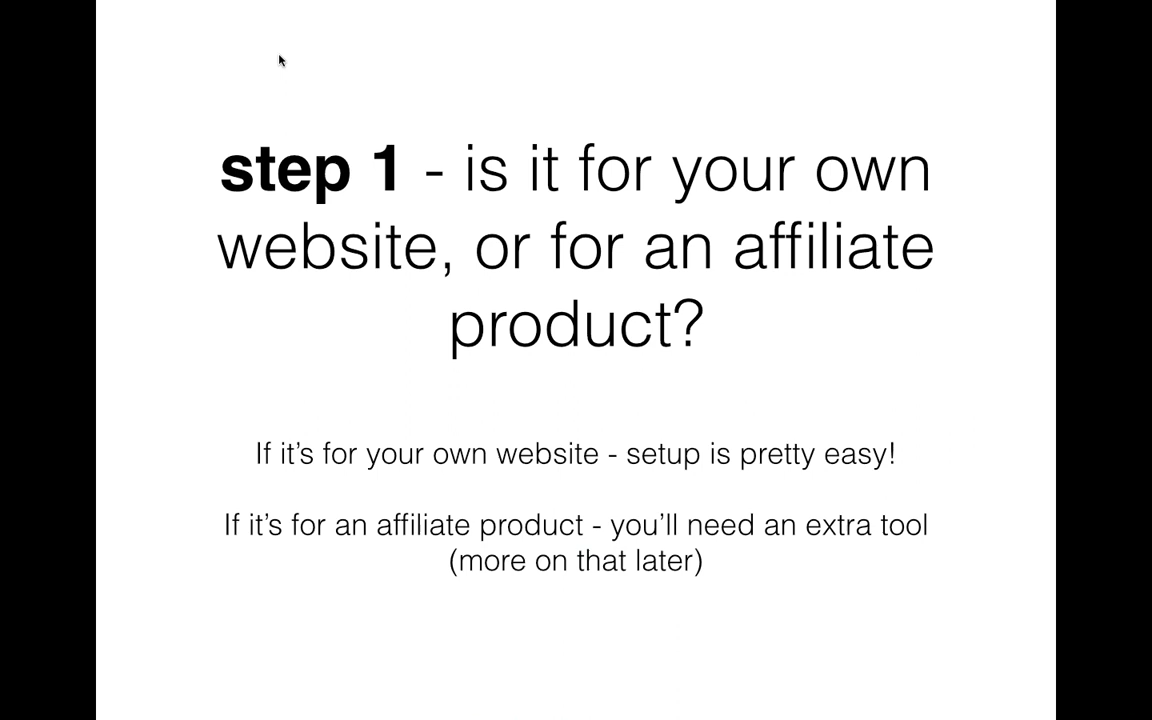 step 1 - is it for your own
website, or for an affiliate
product?
If it’s for your own website - setup is pretty easy!
If it’s for an affiliate product - you’ll need an extra tool
(more on that later)